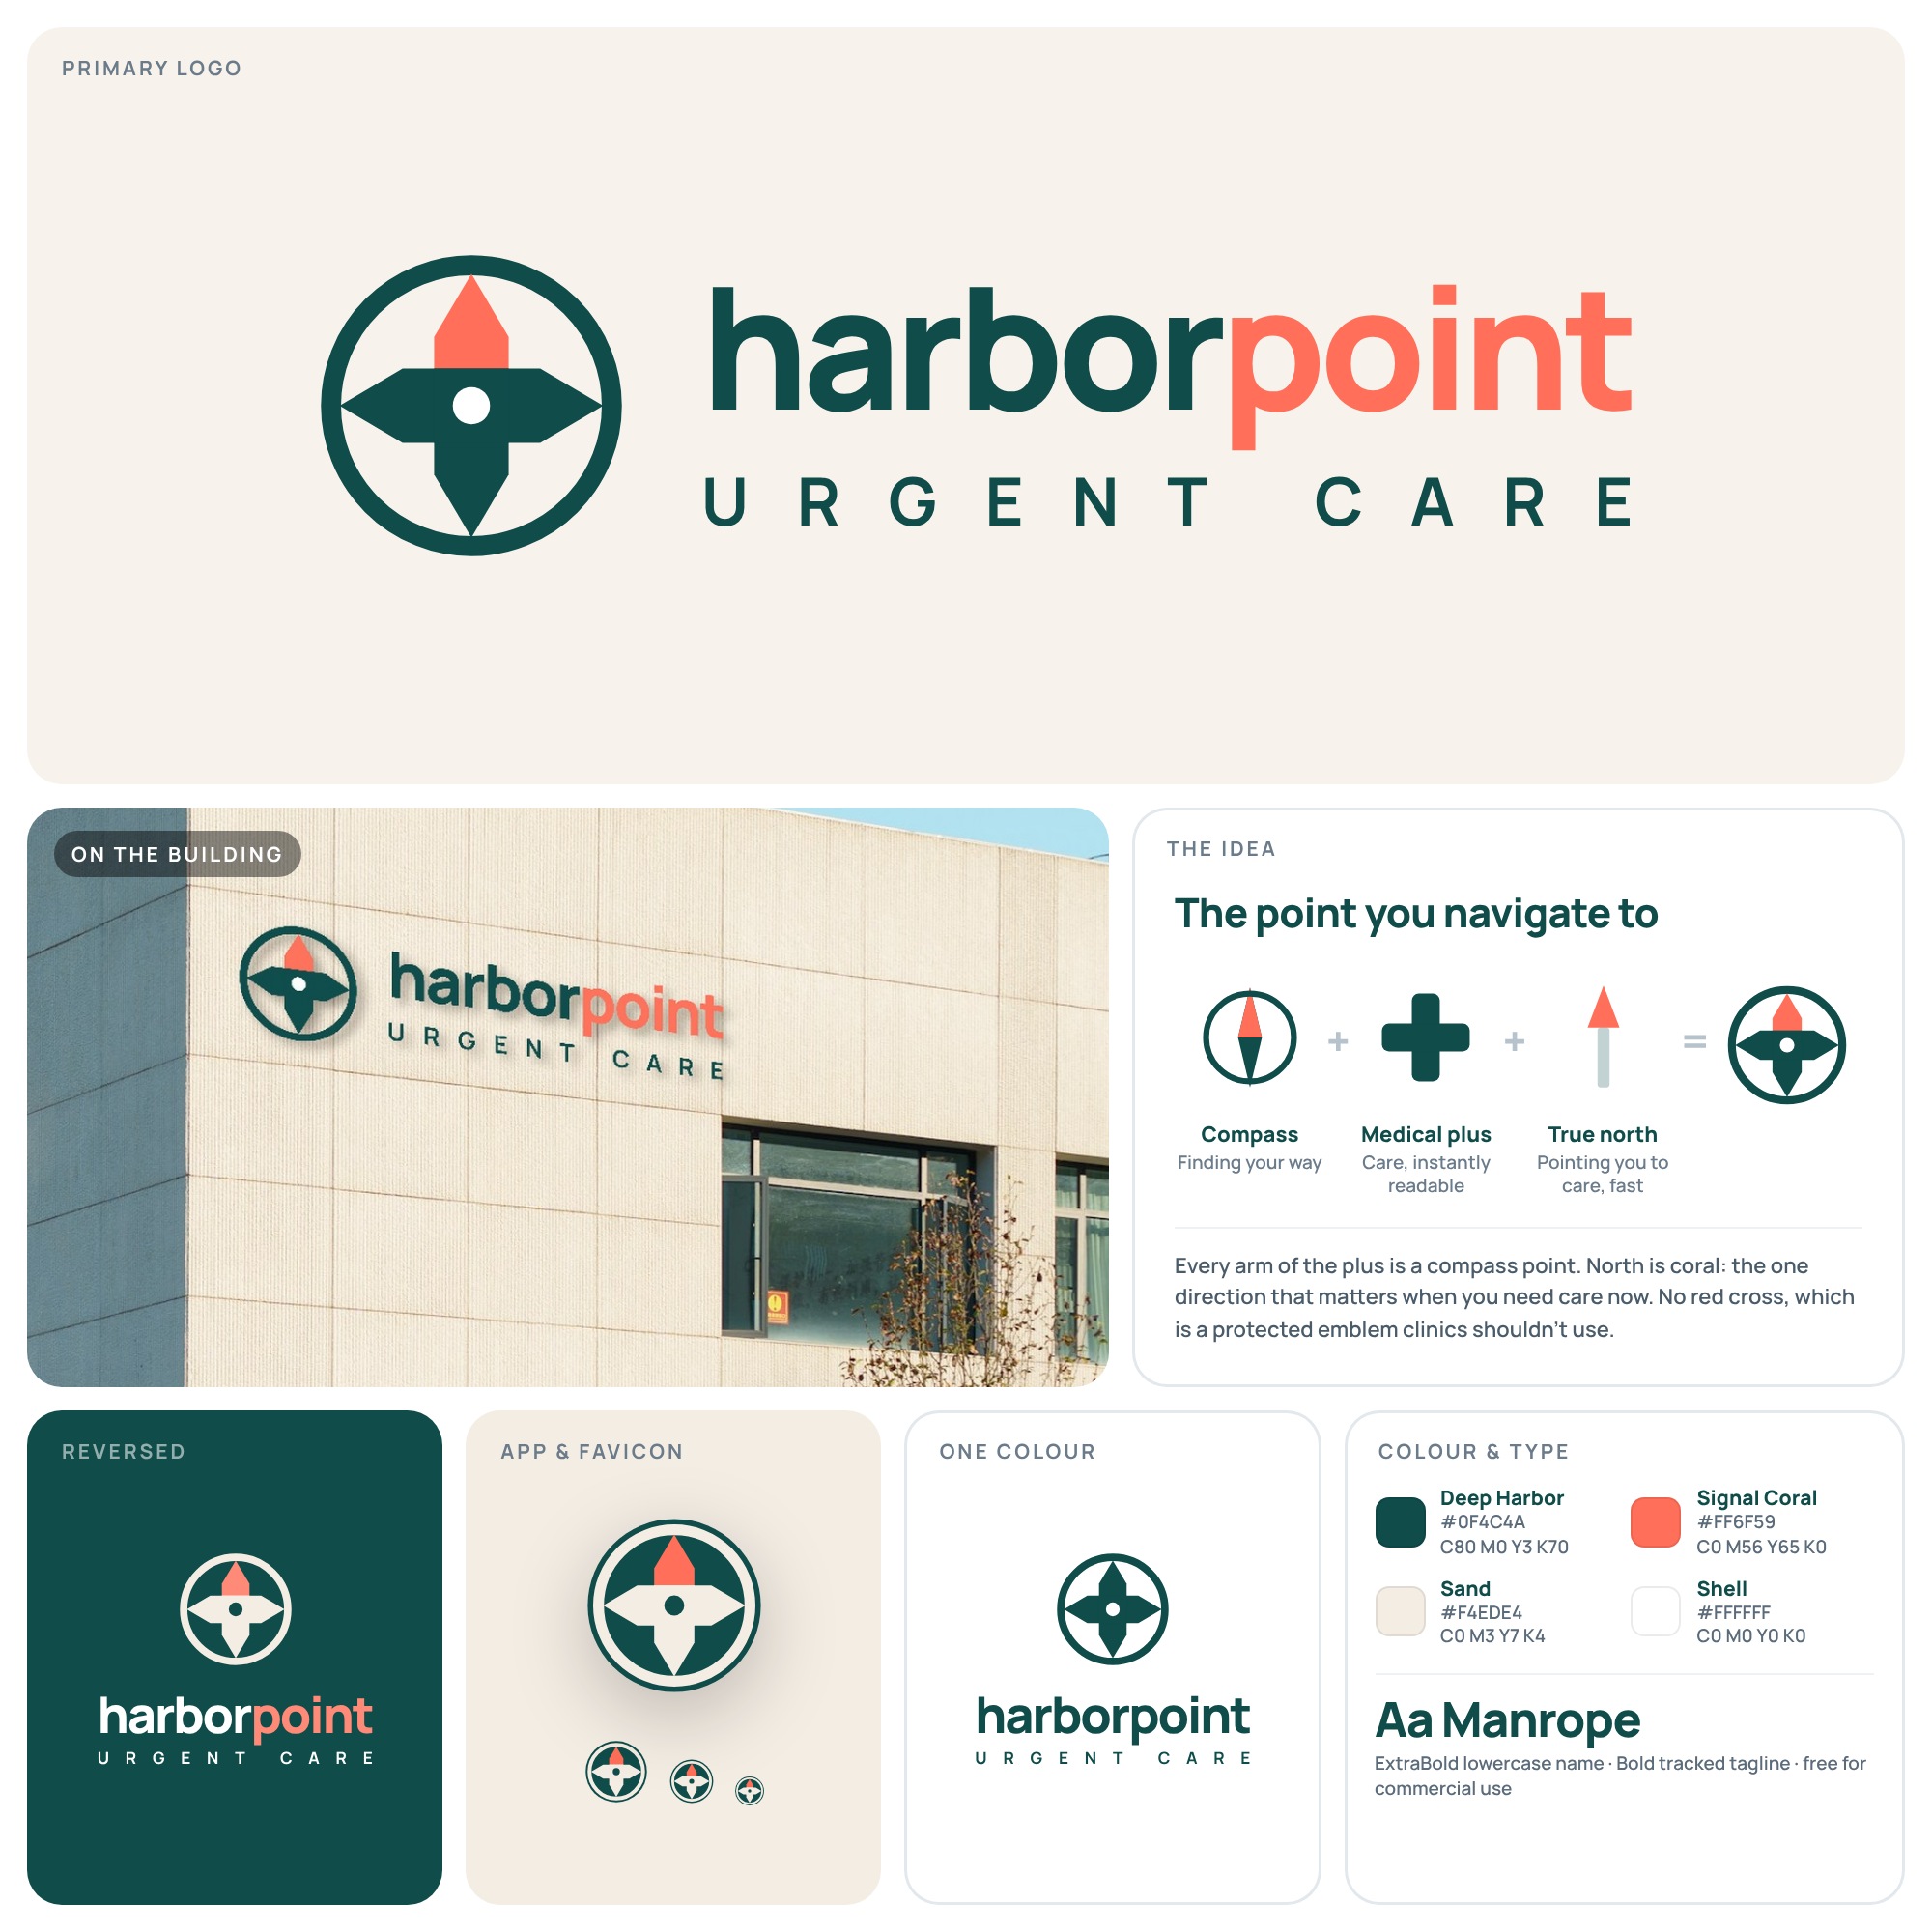 PRIMARY LOGO
harborpoint
URGENT CARE
ON THE BUILDING
harborpoint
URGENT CARE
THE IDEA
The point you navigate to
+ + =
Compass
Finding your way
Medical plus
Care, instantly
readable
True north
Pointing you to
care, fast
Every arm of the plus is a compass point. North is coral: the one
direction that matters when you need care now. No red cross, which
is a protected emblem clinics shouldn't use.
REVERSED
harborpoint
URGENT CARE
APP & FAVICON
ONE COLOUR
harborpoint
URGENT CARE
COLOUR & TYPE
Deep Harbor
#0F4C4A
C80 M0 Y3 K70
Signal Coral
#FF6F59
C0 M56 Y65 K0
Sand
#F4EDE4
C0 M3 Y7 K4
Shell
#FFFFFF
C0 M0 Y0 K0
Aa Manrope
ExtraBold lowercase name · Bold tracked tagline · free for
commercial use